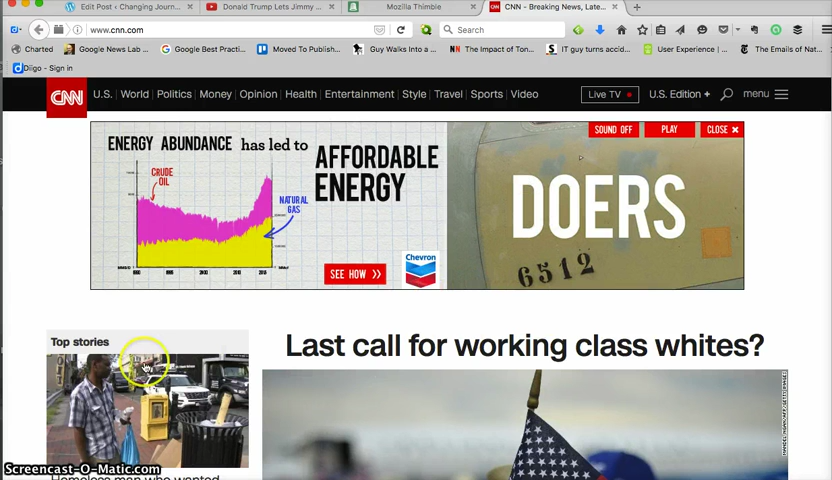 Edit Post ‹ Changing Journ...
Donald Trump Lets Jimmy ...
Mozilla Thimble
CNN - Breaking News, Late...
www.cnn.com
Search
Charted
Google News Lab
Google Best Practi...
Moved To Publish...
Guy Walks Into a ...
The Impact of Ton...
IT guy turns accid...
User Experience | ...
The Emails of Nat...
Diigo - Sign in
CNN
U.S. World Politics Money Opinion Health Entertainment Style Travel Sports Video
Live TV
U.S. Edition +
menu
ENERGY ABUNDANCE has led to
AFFORDABLE
ENERGY
CRUDE
OIL
NATURAL
GAS
SEE HOW >>
Chevron
SOUND OFF
PLAY
CLOSE ✖
DOERS
6512
Top stories
Last call for working class whites?
Homeless man who wanted
Screencast-O-Matic.com